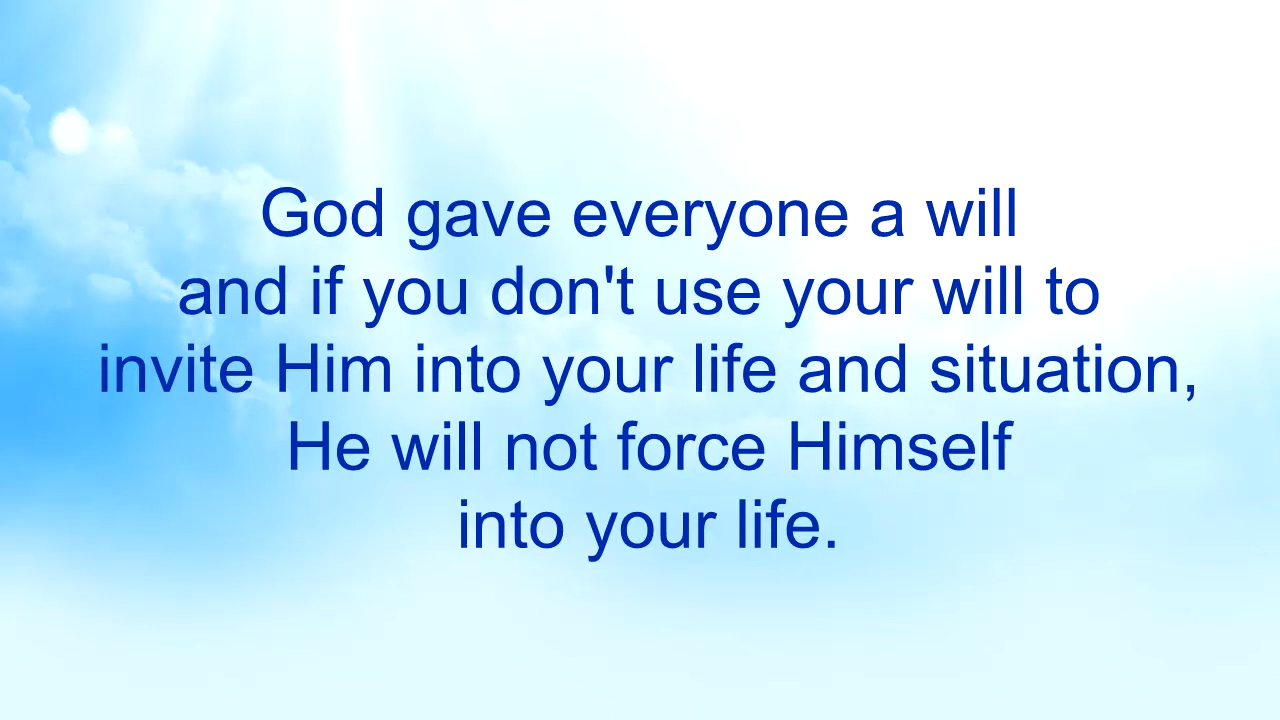 God gave everyone a will
and if you don't use your will to
invite Him into your life and situation,
He will not force Himself
into your life.